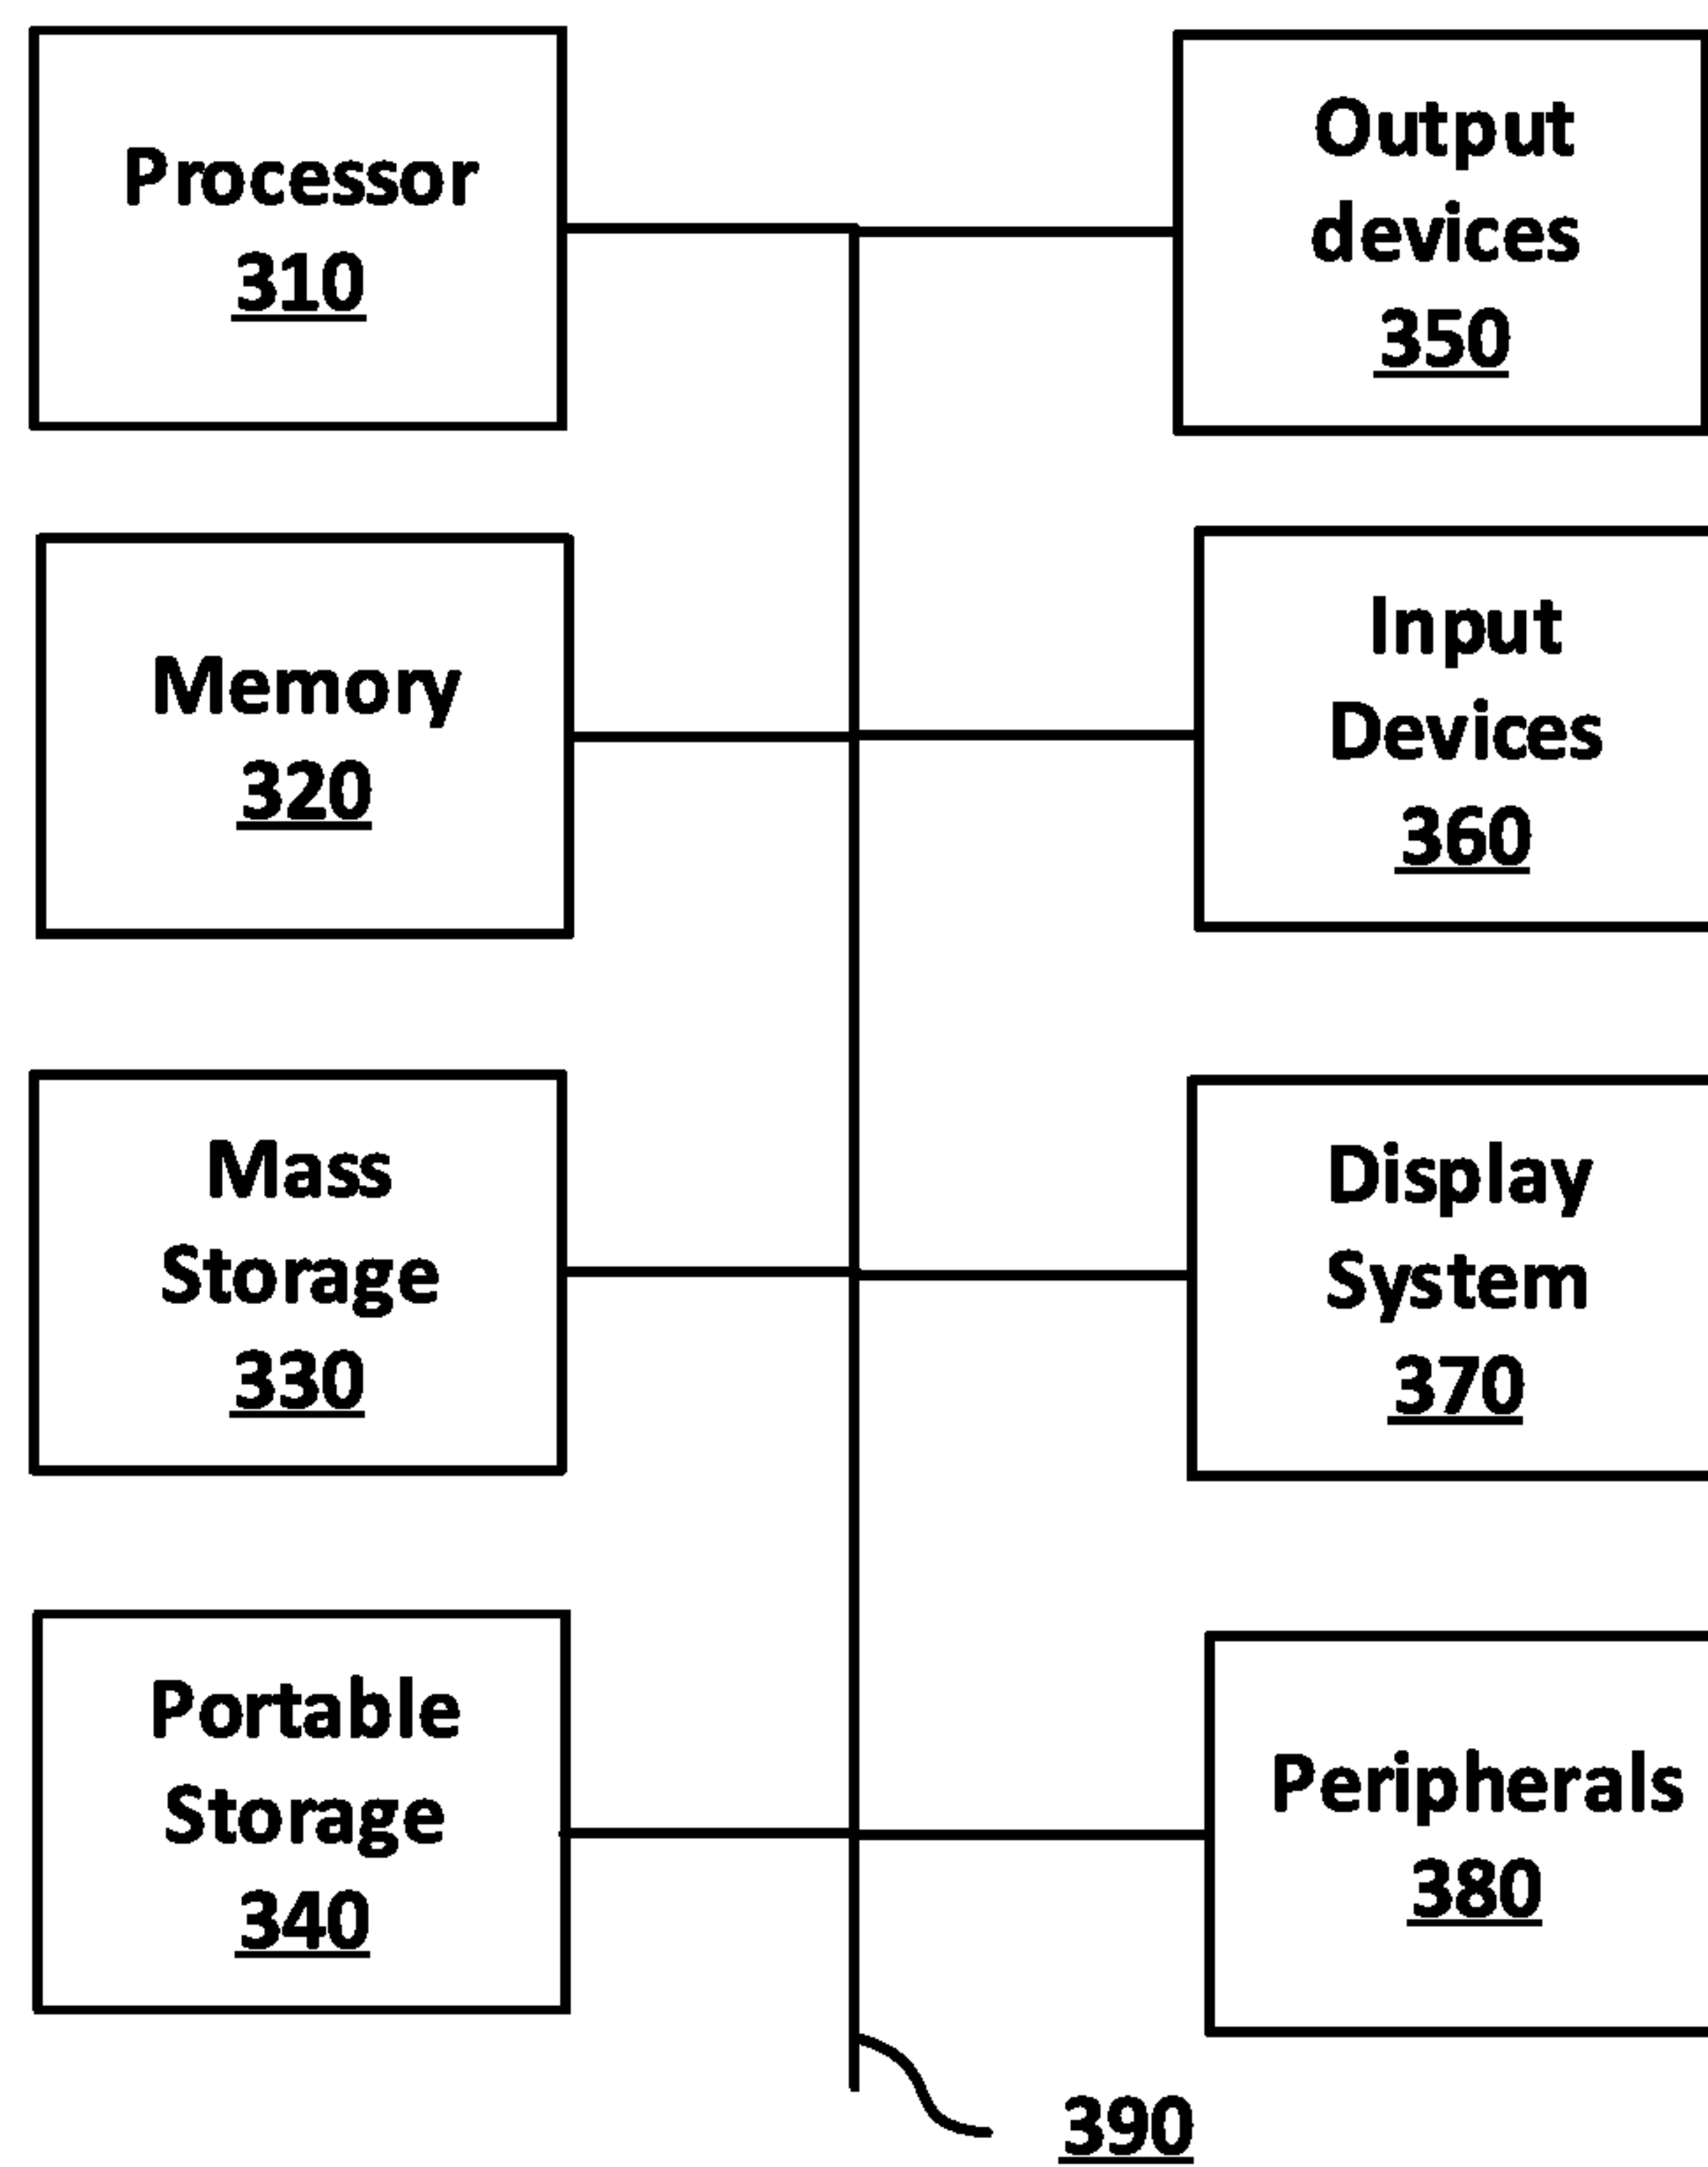 Processor
310
Output
devices
350
Memory
320
Input
Devices
360
Mass
Storage
330
Display
System
370
Portable
Storage
340
Peripherals
380
390